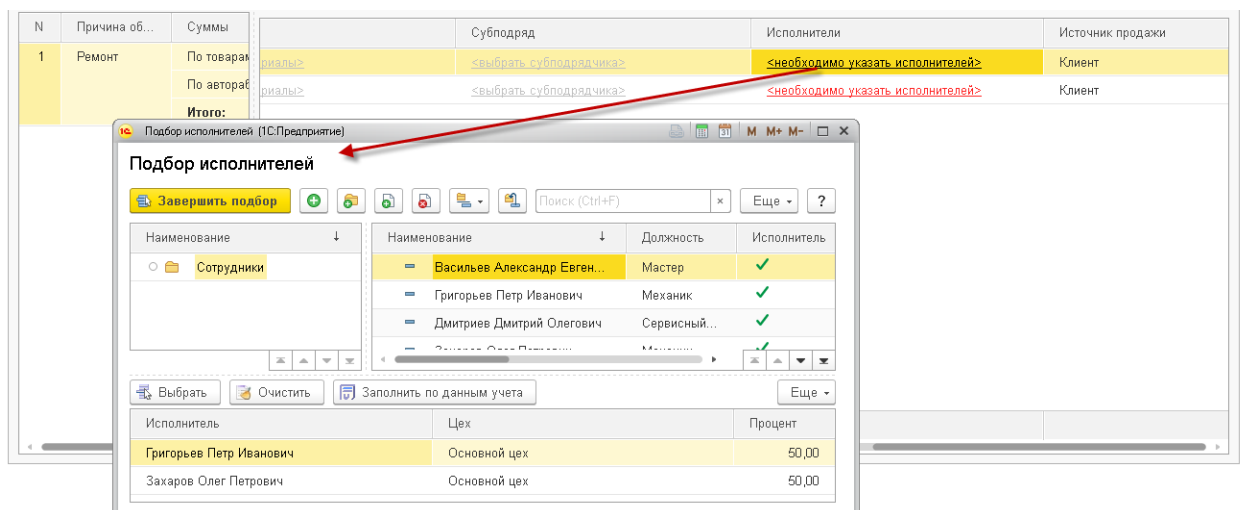 N Причина об... Суммы Субподряд Исполнители Источник продажи
1 Ремонт По товарам риалы> <выбрать субподрядчика> <необходимо указать исполнителей> Клиент
По автораб риалы> <выбрать субподрядчика> <необходимо указать исполнителей> Клиент
Итого:
1С Подбор исполнителей (1С:Предприятие) 31 M M+ M-
Подбор исполнителей
Завершить подбор Поиск (Ctrl+F) × Еще ?
Наименование ↓ Наименование ↓ Должность Исполнитель
Сотрудники Васильев Александр Евген... Мастер
Григорьев Петр Иванович Механик
Дмитриев Дмитрий Олегович Сервисный...
Выбрать Очистить Заполнить по данным учета Еще
Исполнитель Цех Процент
Григорьев Петр Иванович Основной цех 50,00
Захаров Олег Петрович Основной цех 50,00